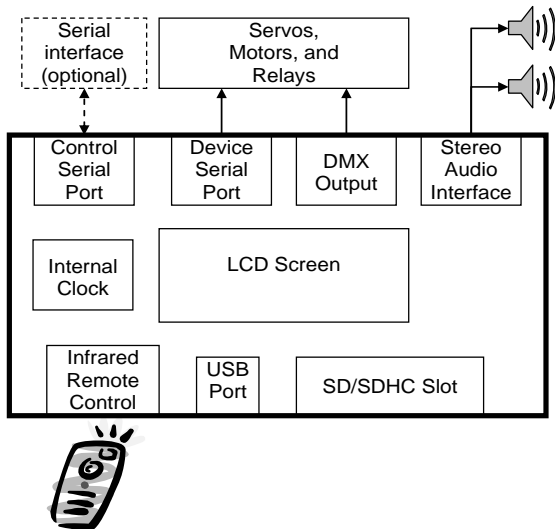 Serial
interface
(optional)
Servos,
Motors, and
Relays
Control
Serial
Port
Device
Serial
Port
DMX
Output
Stereo
Audio
Interface
Internal
Clock
LCD Screen
Infrared
Remote
Control
USB
Port
SD/SDHC Slot